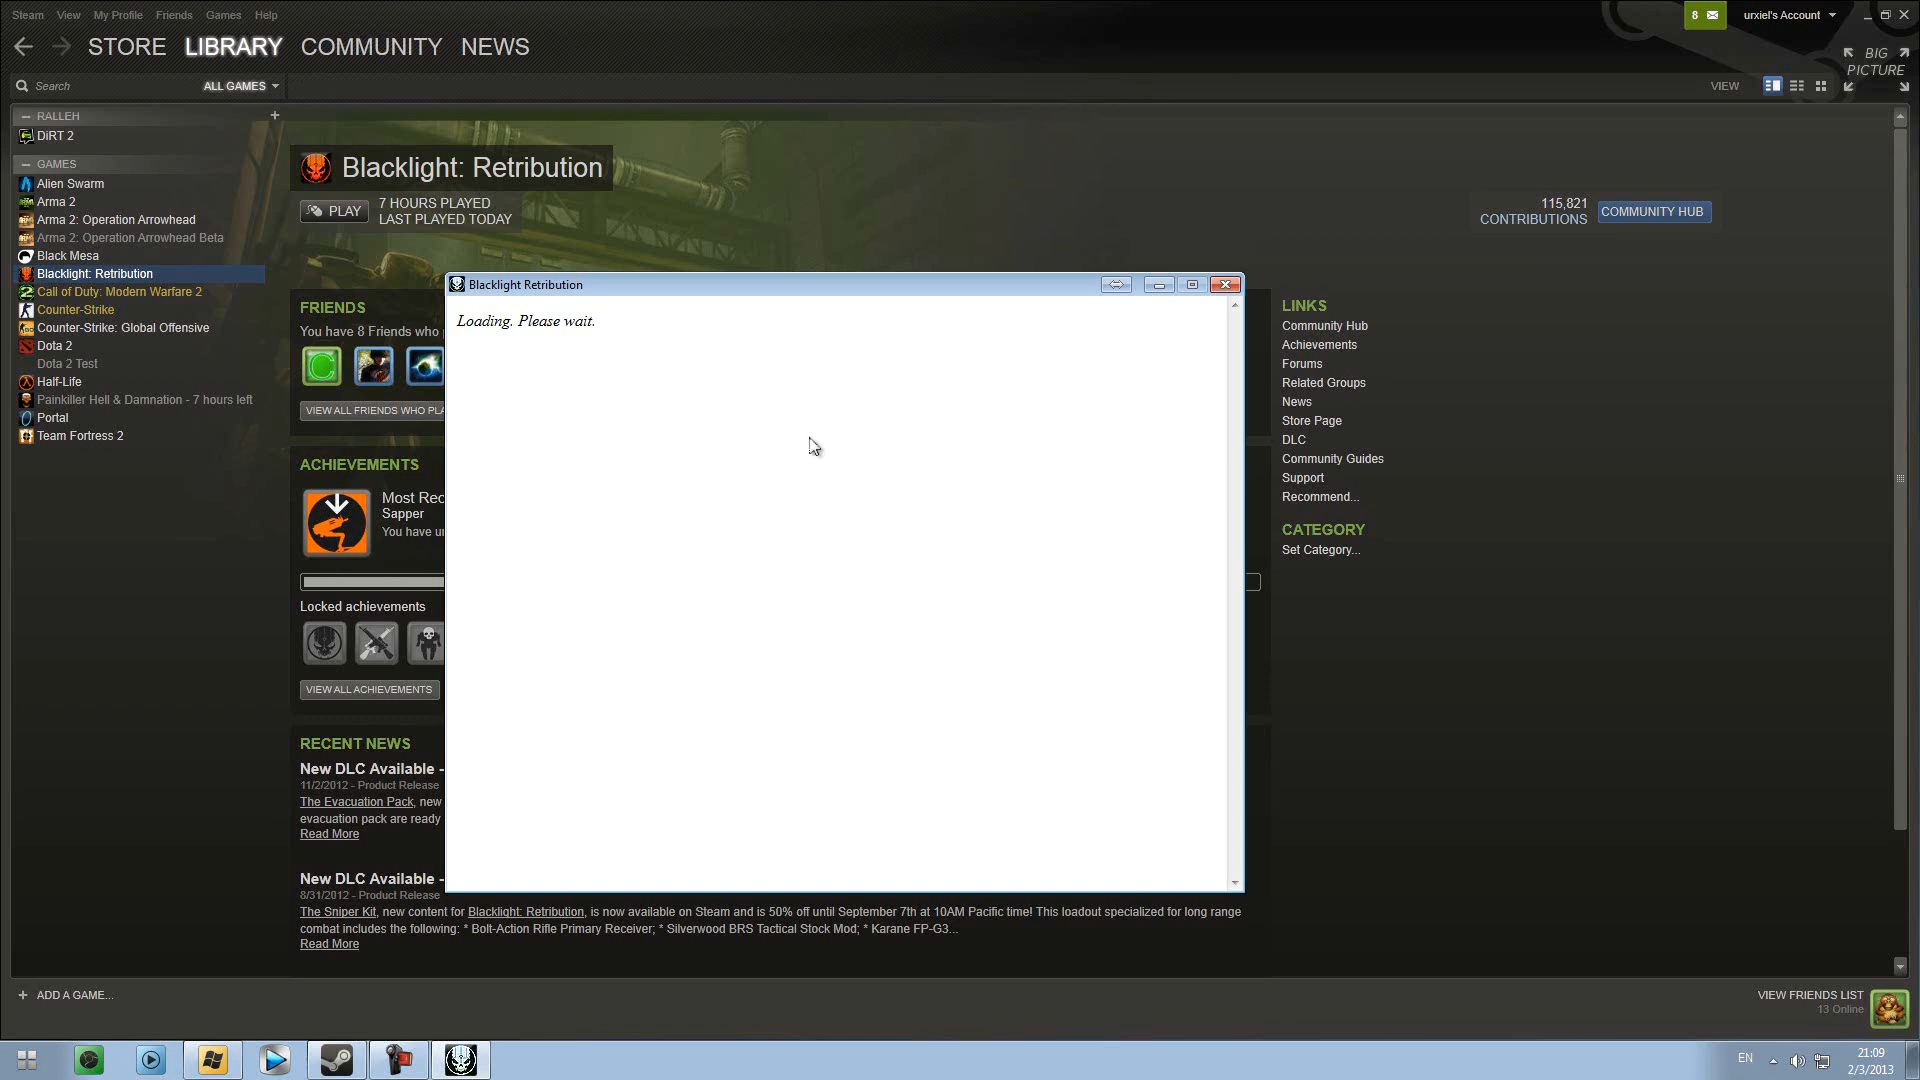 Steam View My Profile Friends Games Help
8
urxiel's Account
STORE LIBRARY COMMUNITY NEWS
BIG PICTURE
Search
ALL GAMES
VIEW
RALLEH
DiRT 2
GAMES
Alien Swarm
Arma 2
Arma 2: Operation Arrowhead
Arma 2: Operation Arrowhead Beta
Black Mesa
Blacklight: Retribution
Call of Duty: Modern Warfare 2
Counter-Strike
Counter-Strike: Global Offensive
Dota 2
Dota 2 Test
Half-Life
Painkiller Hell & Damnation - 7 hours left
Portal
Team Fortress 2
Blacklight: Retribution
PLAY
7 HOURS PLAYED
LAST PLAYED TODAY
115,821
CONTRIBUTIONS
COMMUNITY HUB
Blacklight Retribution
Loading. Please wait.
FRIENDS
You have 8 Friends who
VIEW ALL FRIENDS WHO PLA
ACHIEVEMENTS
Most Rec
Sapper
You have u
Locked achievements
VIEW ALL ACHIEVEMENTS
RECENT NEWS
New DLC Available -
11/2/2012 - Product Release
The Evacuation Pack, new
evacuation pack are ready
Read More
New DLC Available -
8/31/2012 - Product Release
The Sniper Kit, new content for Blacklight: Retribution, is now available on Steam and is 50% off until September 7th at 10AM Pacific time! This loadout specialized for long range
combat includes the following: * Bolt-Action Rifle Primary Receiver; * Silverwood BRS Tactical Stock Mod; * Karane FP-G3...
Read More
LINKS
Community Hub
Achievements
Forums
Related Groups
News
Store Page
DLC
Community Guides
Support
Recommend...
CATEGORY
Set Category...
ADD A GAME...
VIEW FRIENDS LIST
13 Online
EN
21:09
2/3/2013